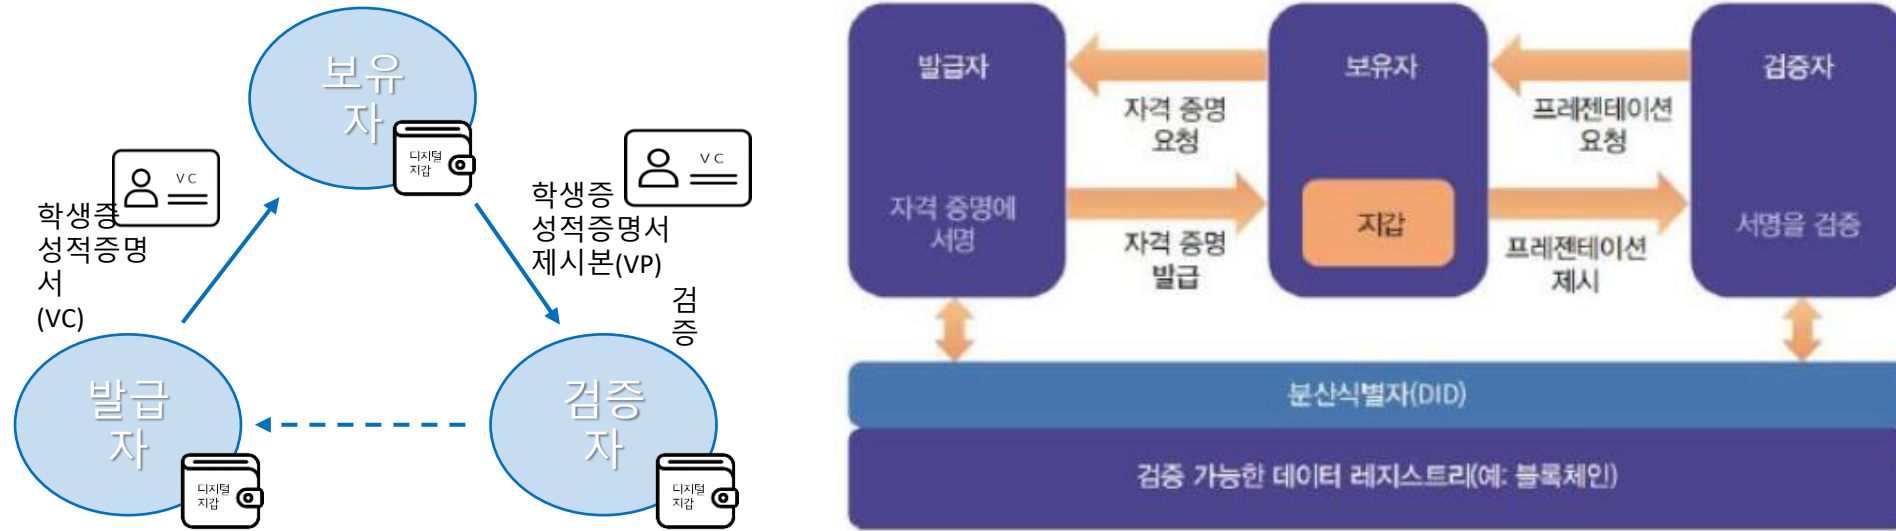 보유
자
디지털
지갑
V C
학생증
성적증명
서
(VC)
V C
학생증
성적증명서
제시본(VP)
검
증
발급
자
디지털
지갑
검증
자
디지털
지갑
발급자
자격 증명에
서명
자격 증명
요청
자격 증명
발급
보유자
지갑
프레젠테이션
요청
프레젠테이션
제시
검증자
서명을 검증
분산식별자(DID)
검증 가능한 데이터 레지스트리(예: 블록체인)